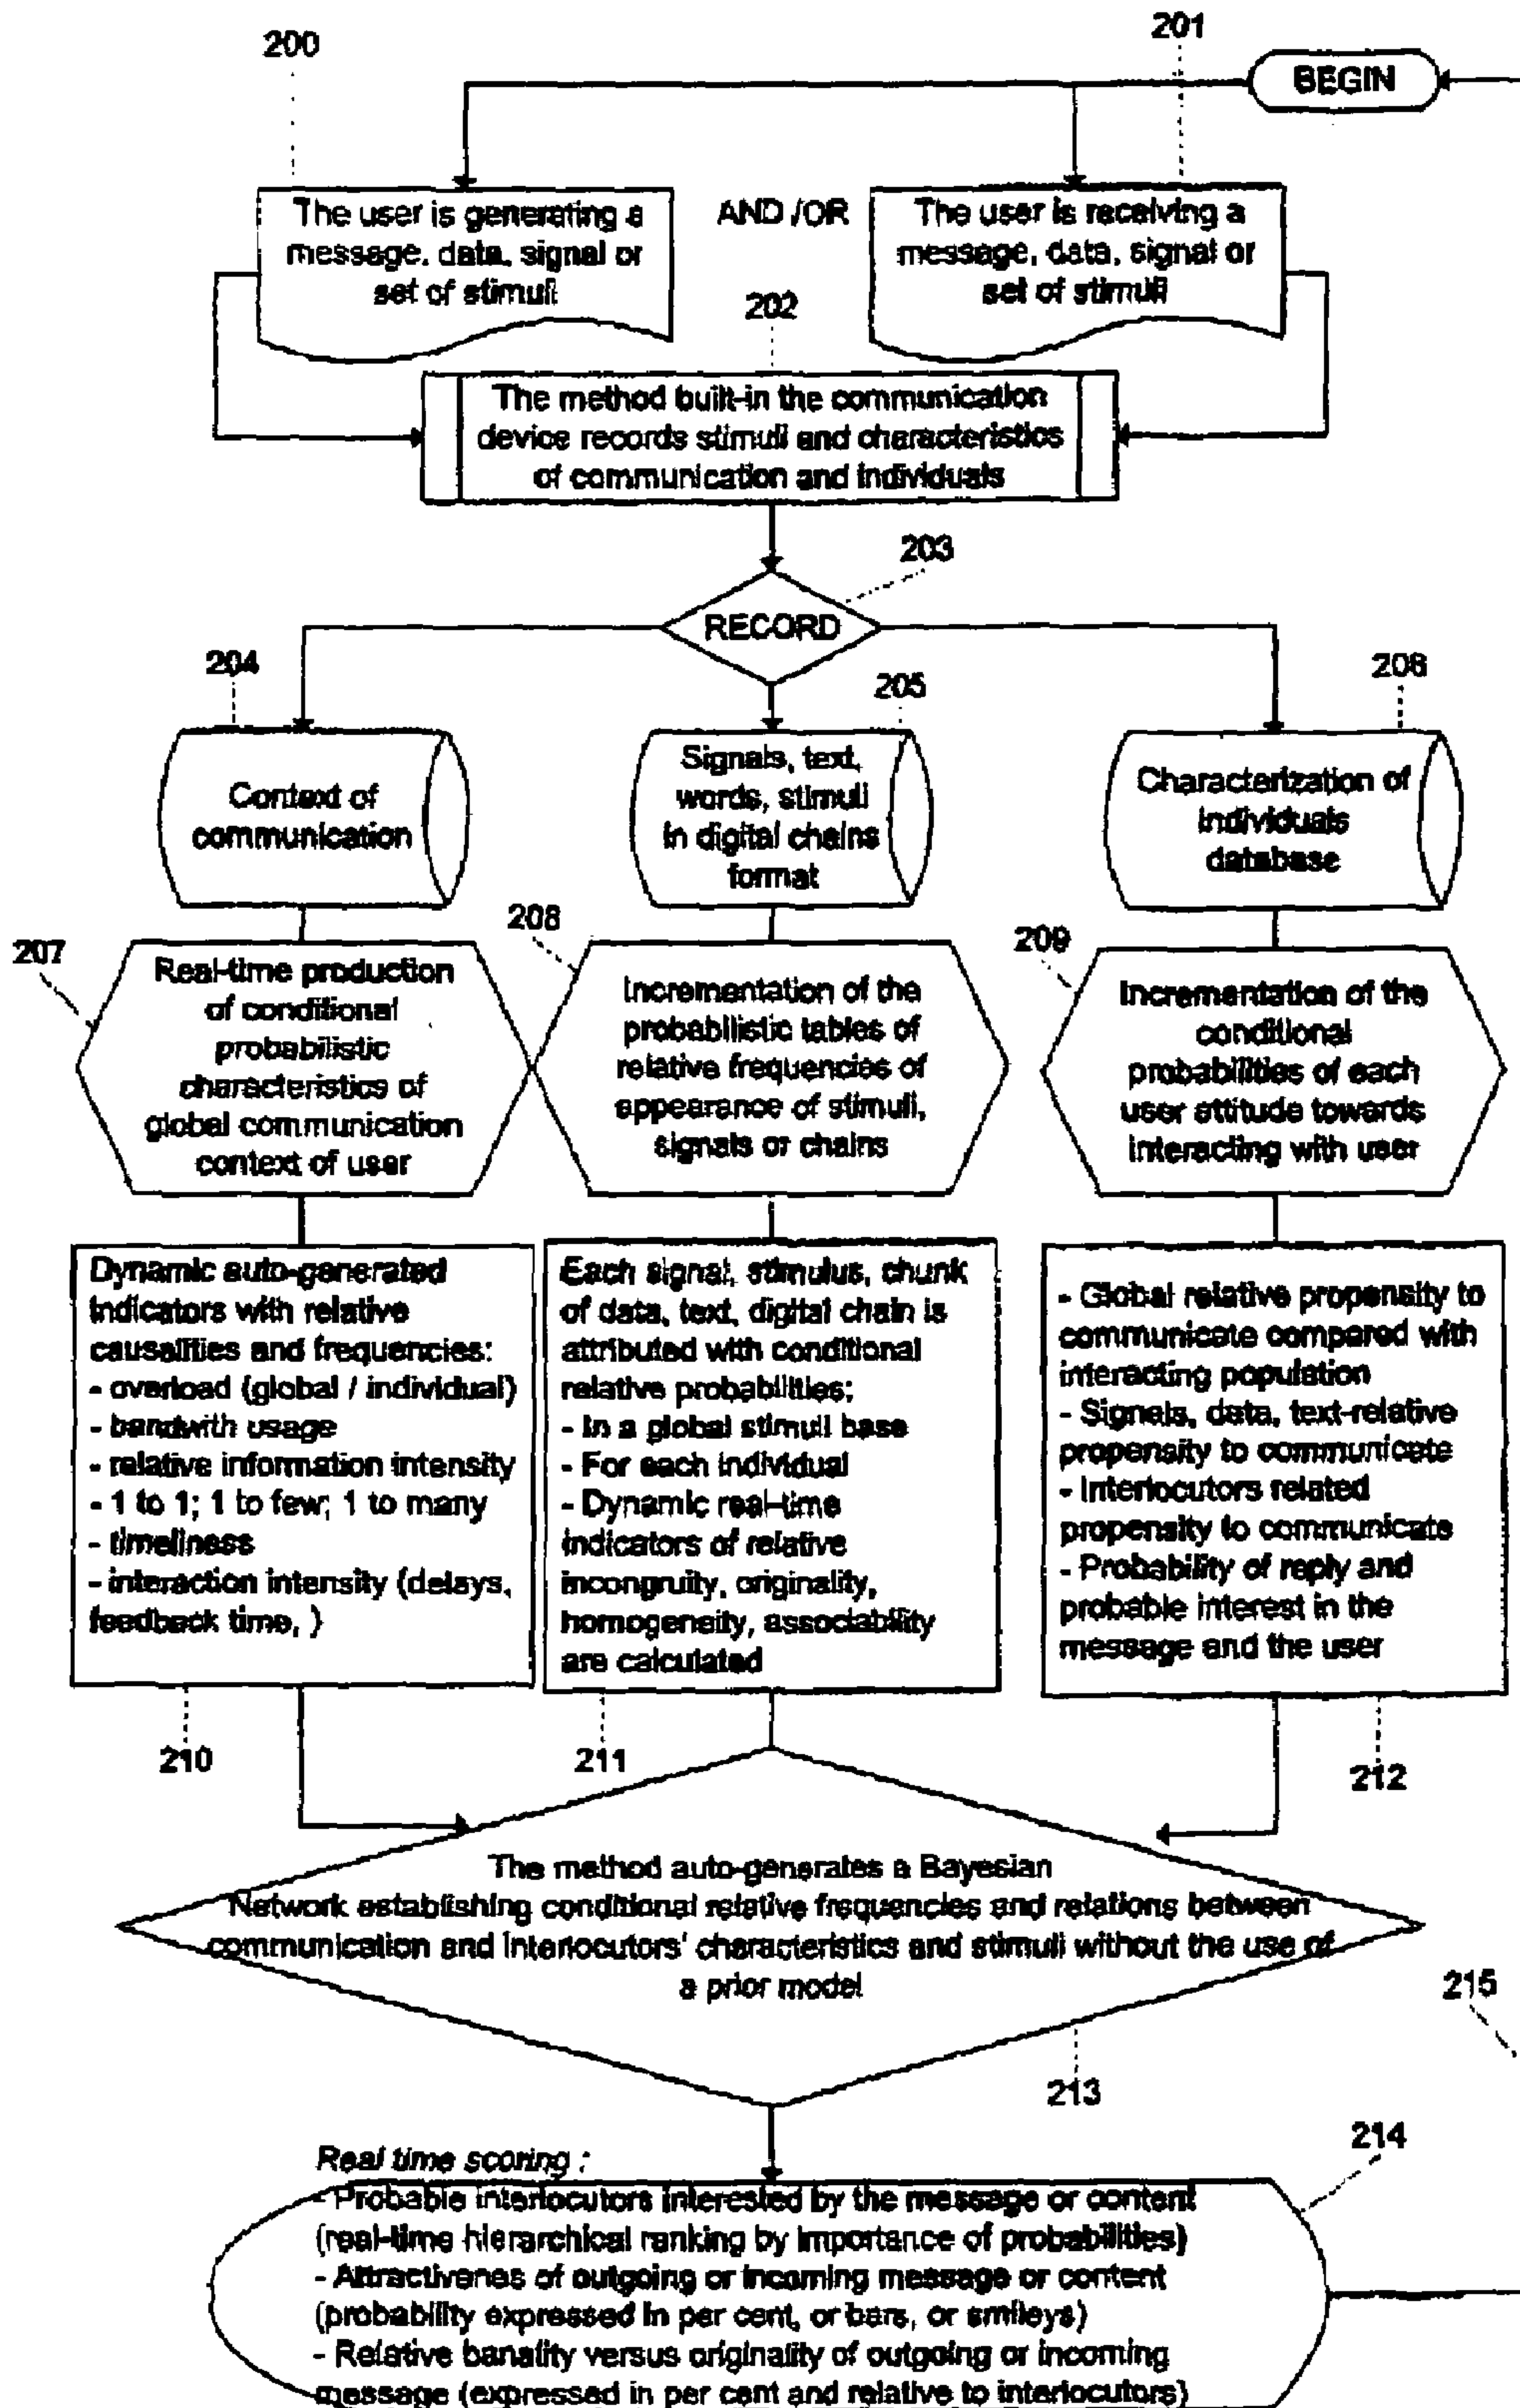 200
201
BEGIN
The user is generating a
message, data, signal or
set of stimuli
AND /OR
The user is receiving a
message, data, signal or
set of stimuli
202
The method built-in the communication
device records stimuli and characteristics
of communication and individuals
203
RECORD
204
205
206
Context of
communication
Signals, text,
words, stimuli
in digital chains
format
Characterization of
individuals
database
207
208
209
Real-time production
of conditional
probabilistic
characteristics of
global communication
context of user
Incrementation of the
probabilistic tables of
relative frequencies of
appearance of stimuli,
signals or chains
Incrementation of the
conditional
probabilities of each
user attitude towards
interacting with user
Dynamic auto-generated
indicators with relative
causalities and frequencies:
- overload (global / individual)
- bandwith usage
- relative information intensity
- 1 to 1; 1 to few; 1 to many
- timeliness
- interaction intensity (delays,
feedback time, )
Each signal, stimulus, chunk
of data, text, digital chain is
attributed with conditional
relative probabilities;
- In a global stimuli base
- For each individual
- Dynamic real-time
indicators of relative
incongruity, originality,
homogeneity, associability
are calculated
- Global relative propensity to
communicate compared with
interacting population
- Signals, data, text-relative
propensity to communicate
- Interlocutors related
propensity to communicate
- Probability of reply and
probable interest in the
message and the user
210
211
212
The method auto-generates a Bayesian
Network establishing conditional relative frequencies and relations between
communication and interlocutors' characteristics and stimuli without the use of
a prior model
215
213
214
Real time scoring :
- Probable interlocutors interested by the message or content
(real-time hierarchical ranking by importance of probabilities)
- Attractivenes of outgoing or incoming message or content
(probability expressed in per cent, or bars, or smileys)
- Relative banality versus originality of outgoing or incoming
message (expressed in per cent and relative to interlocutors)